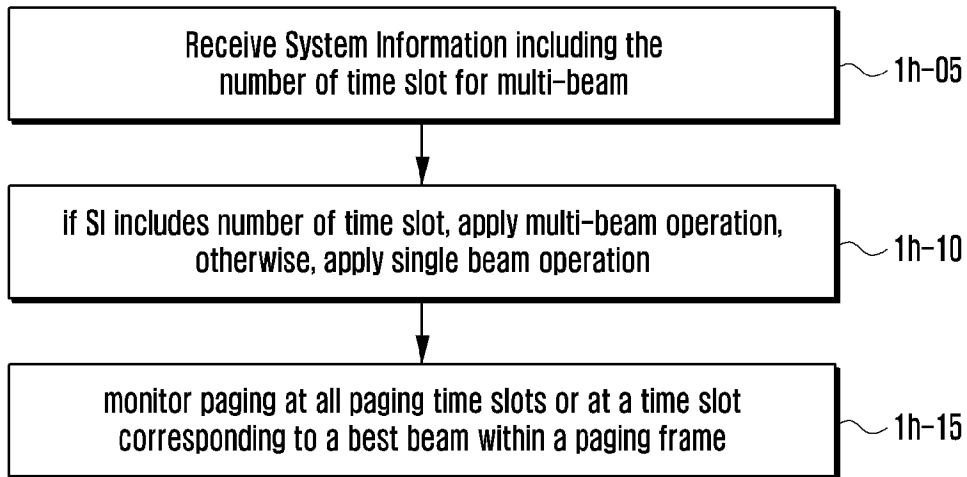 Receive System Information including the
number of time slot for multi-beam
1h-05
if SI includes number of time slot, apply multi-beam operation,
otherwise, apply single beam operation
1h-10
monitor paging at all paging time slots or at a time slot
corresponding to a best beam within a paging frame
1h-15